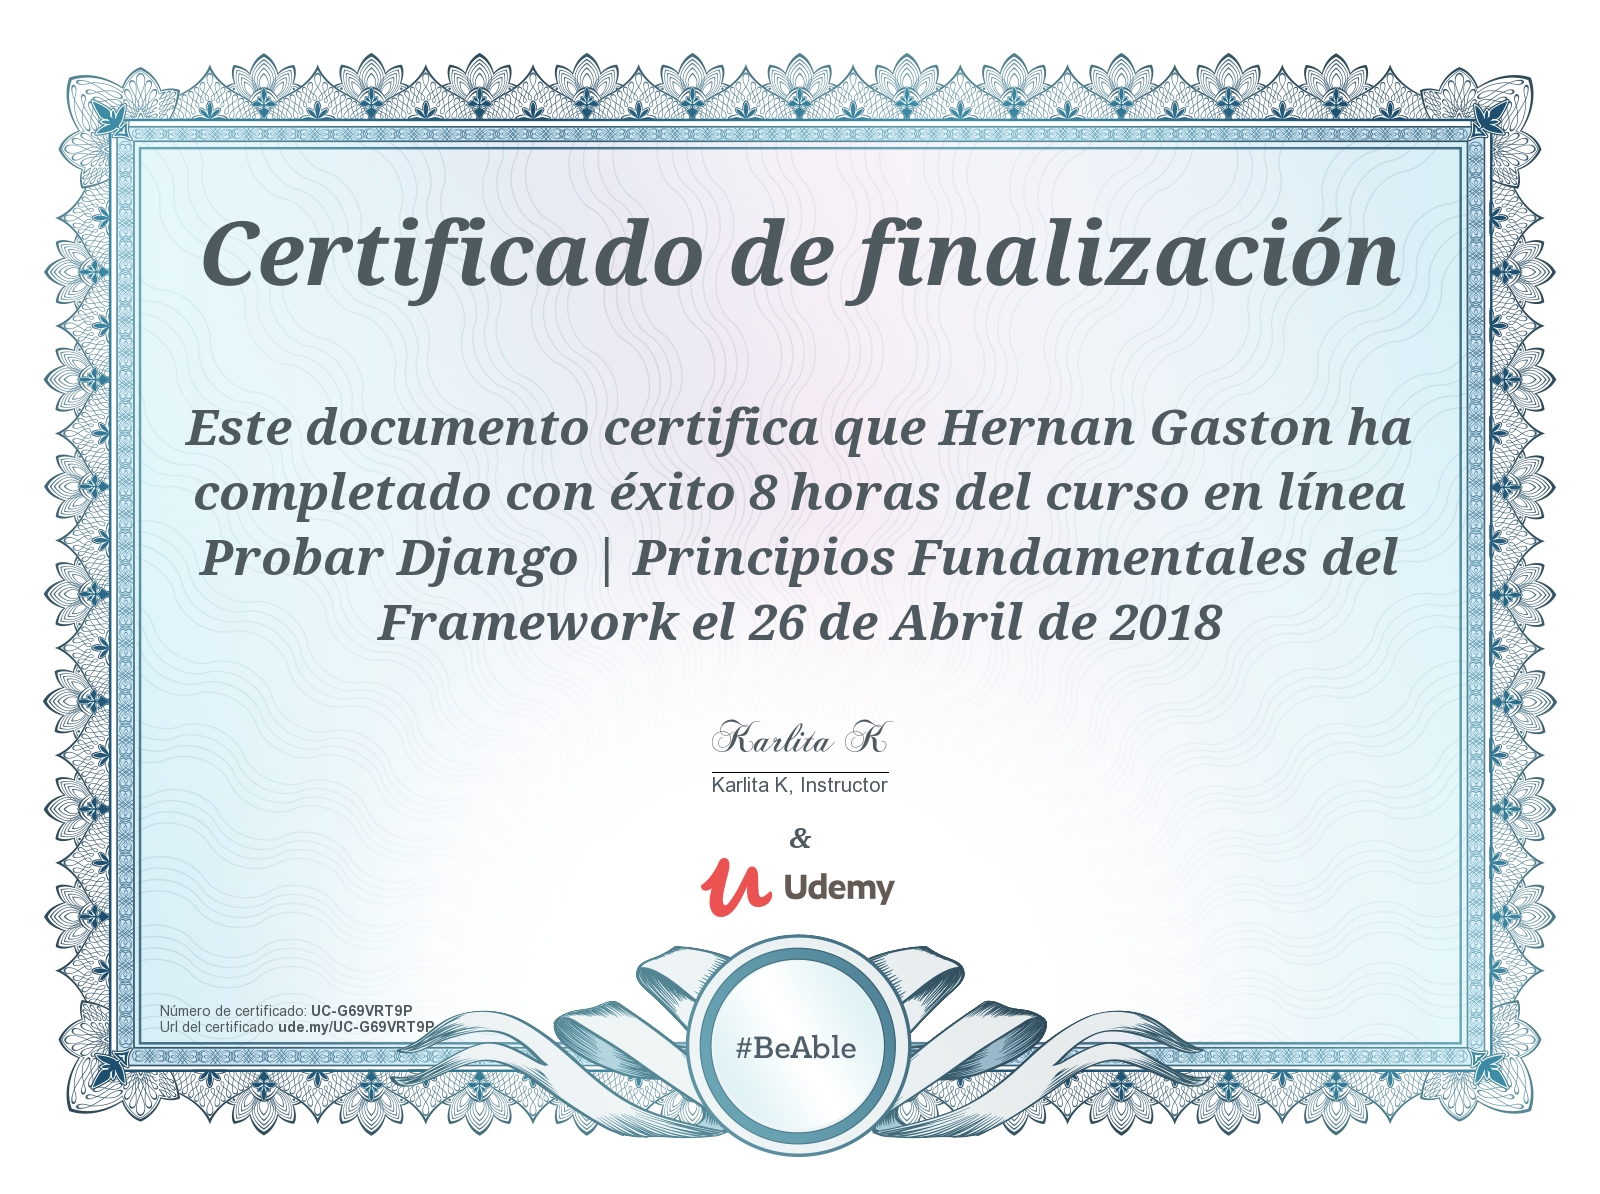 Certificado de finalización
Este documento certifica que Hernan Gaston ha
completado con éxito 8 horas del curso en línea
Probar Django | Principios Fundamentales del
Framework el 26 de Abril de 2018
Karlita K
Karlita K, Instructor
&
Udemy
Número de certificado: UC-G69VRT9P
Url del certificado ude.my/UC-G69VRT9P
#BeAble